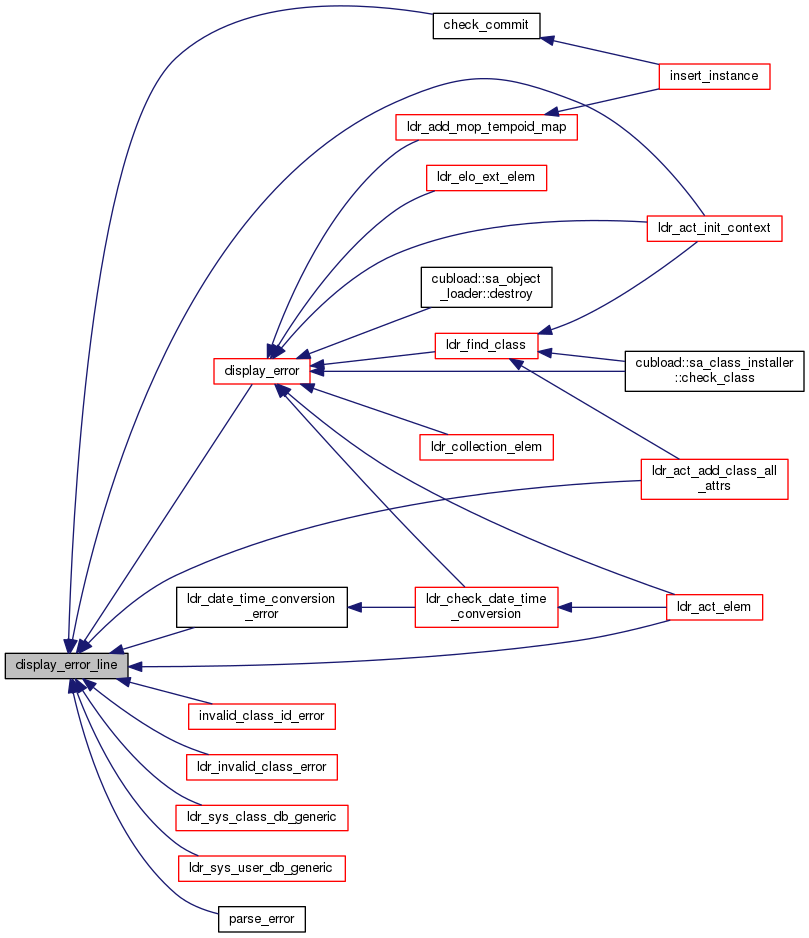 check_commit
insert_instance
ldr_add_mop_tempoid_map
ldr_elo_ext_elem
ldr_act_init_context
cubload::sa_object
_loader::destroy
ldr_find_class
cubload::sa_class_installer
::check_class
display_error
ldr_collection_elem
ldr_act_add_class_all
_attrs
ldr_date_time_conversion
_error
ldr_check_date_time
_conversion
ldr_act_elem
display_error_line
invalid_class_id_error
ldr_invalid_class_error
ldr_sys_class_db_generic
ldr_sys_user_db_generic
parse_error